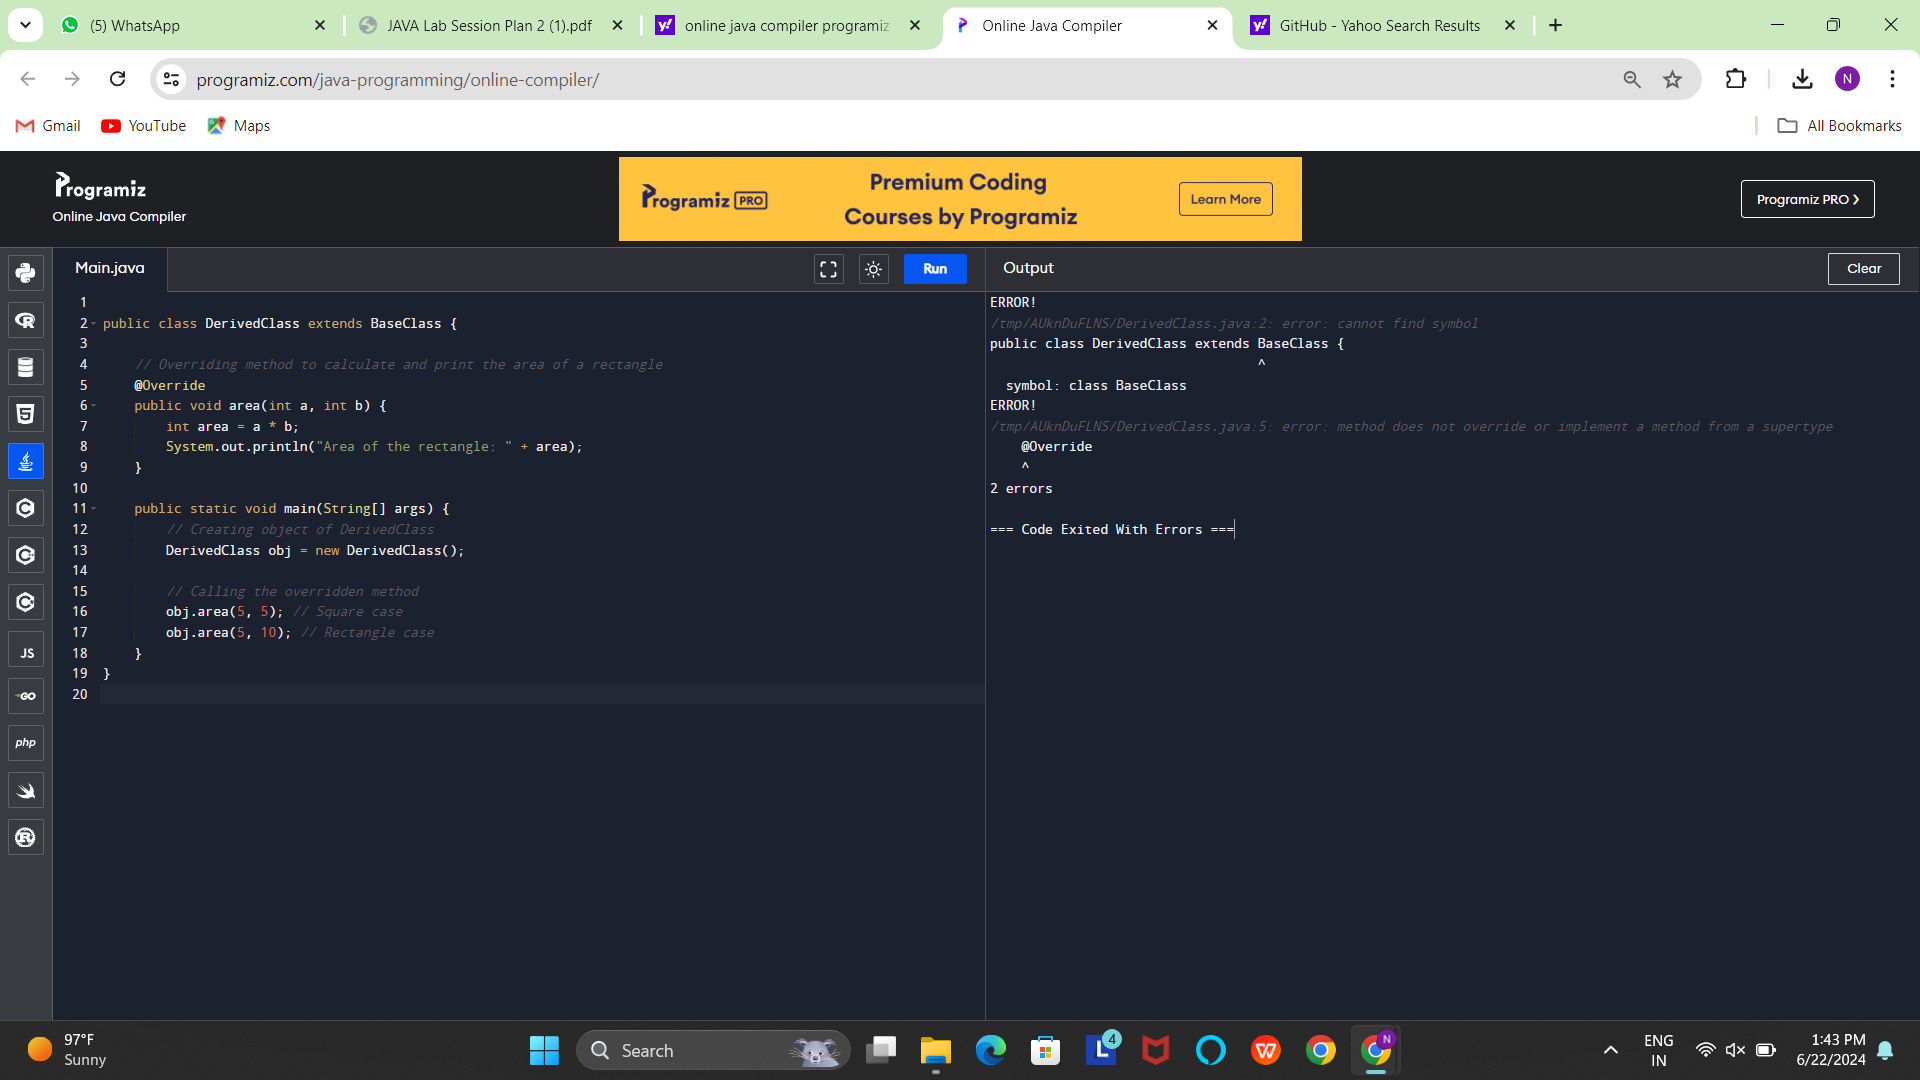 (5) WhatsApp
JAVA Lab Session Plan 2 (1).pdf
online java compiler programiz
Online Java Compiler
GitHub - Yahoo Search Results
programiz.com/java-programming/online-compiler/
N
Gmail
YouTube
Maps
All Bookmarks
Programiz
Online Java Compiler
Programiz PRO
Premium Coding
Courses by Programiz
Learn More
Programiz PRO
Main.java
Run
Output
Clear
1
2 public class DerivedClass extends BaseClass {
3
4     // Overriding method to calculate and print the area of a rectangle
5     @Override
6     public void area(int a, int b) {
7         int area = a * b;
8         System.out.println("Area of the rectangle: " + area);
9     }
10
11     public static void main(String[] args) {
12         // Creating object of DerivedClass
13         DerivedClass obj = new DerivedClass();
14
15         // Calling the overridden method
16         obj.area(5, 5); // Square case
17         obj.area(5, 10); // Rectangle case
18     }
19 }
20
ERROR!
/tmp/AUknDuFLNS/DerivedClass.java:2: error: cannot find symbol
public class DerivedClass extends BaseClass {
                                  ^
  symbol: class BaseClass
ERROR!
/tmp/AUknDuFLNS/DerivedClass.java:5: error: method does not override or implement a method from a supertype
    @Override
    ^
2 errors

=== Code Exited With Errors ===
JS
GO
php
97°F
Sunny
Search
L
4
W
N
ENG
IN
1:43 PM
6/22/2024